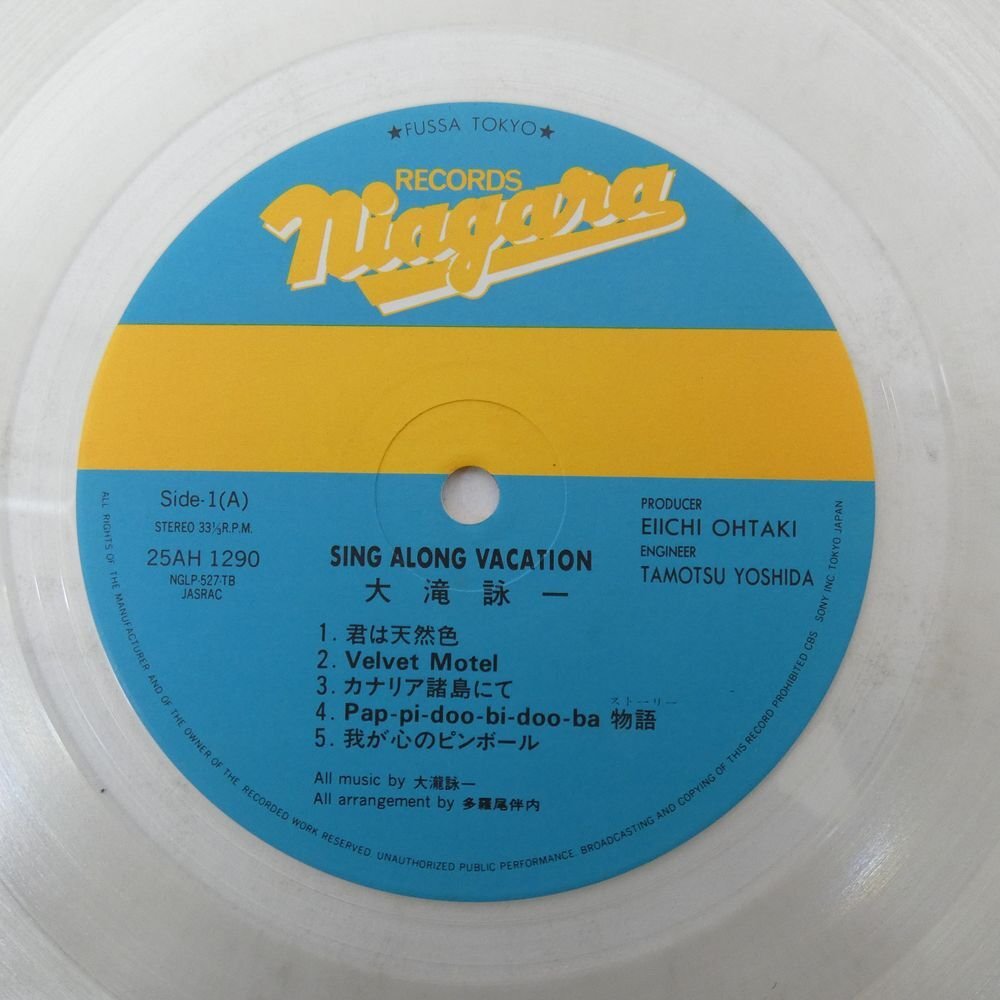 ★FUSSA TOKYO★
RECORDS
Niagara
Side-1(A)
STEREO 33⅓R.P.M.
25AH 1290
NGLP-527-TB
JASRAC
PRODUCER
EIICHI OHTAKI
ENGINEER
TAMOTSU YOSHIDA
SING ALONG VACATION
大滝詠一
1. 君は天然色
2. Velvet Motel
3. カナリア諸島にて
ストーリー
4. Pap-pi-doo-bi-doo-ba 物語
5. 我が心のピンボール
All music by 大瀧詠一
All arrangement by 多羅尾伴内
ALL RIGHTS OF THE MANUFACTURER AND OF THE OWNER OF THE RECORDED WORK RESERVED. UNAUTHORIZED PUBLIC PERFORMANCE, BROADCASTING AND COPYING OF THIS RECORD PROHIBITED CBS SONY INC. TOKYO JAPAN